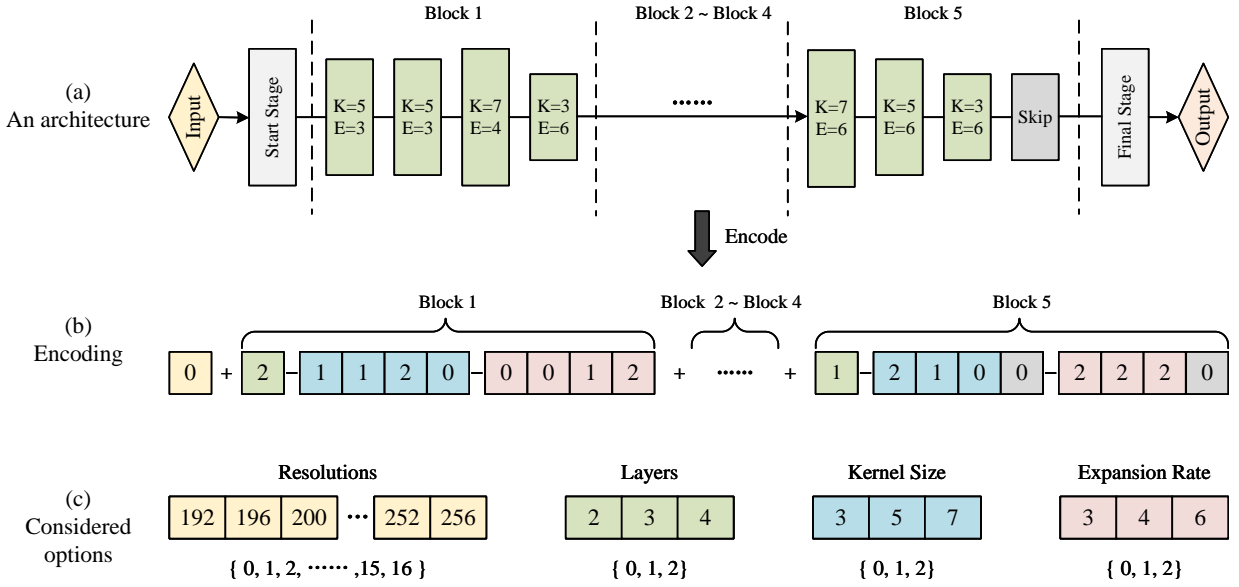 Block 1
Block 2 ~ Block 4
Block 5
(a)
An architecture
Input
Start Stage
K=5
E=3
K=5
E=3
K=7
E=4
K=3
E=6
......
K=7
E=6
K=5
E=6
K=3
E=6
Skip
Final Stage
Output
Encode
Block 1
Block 2 ~ Block 4
Block 5
(b)
Encoding
0 + 2 - 1 1 2 0 - 0 0 1 2 + ...... + 1 - 2 1 0 0 - 2 2 2 0
(c)
Considered
options
Resolutions
192 196 200 ... 252 256
{ 0, 1, 2, ...... ,15, 16 }
Layers
2 3 4
{ 0, 1, 2}
Kernel Size
3 5 7
{ 0, 1, 2}
Expansion Rate
3 4 6
{ 0, 1, 2}